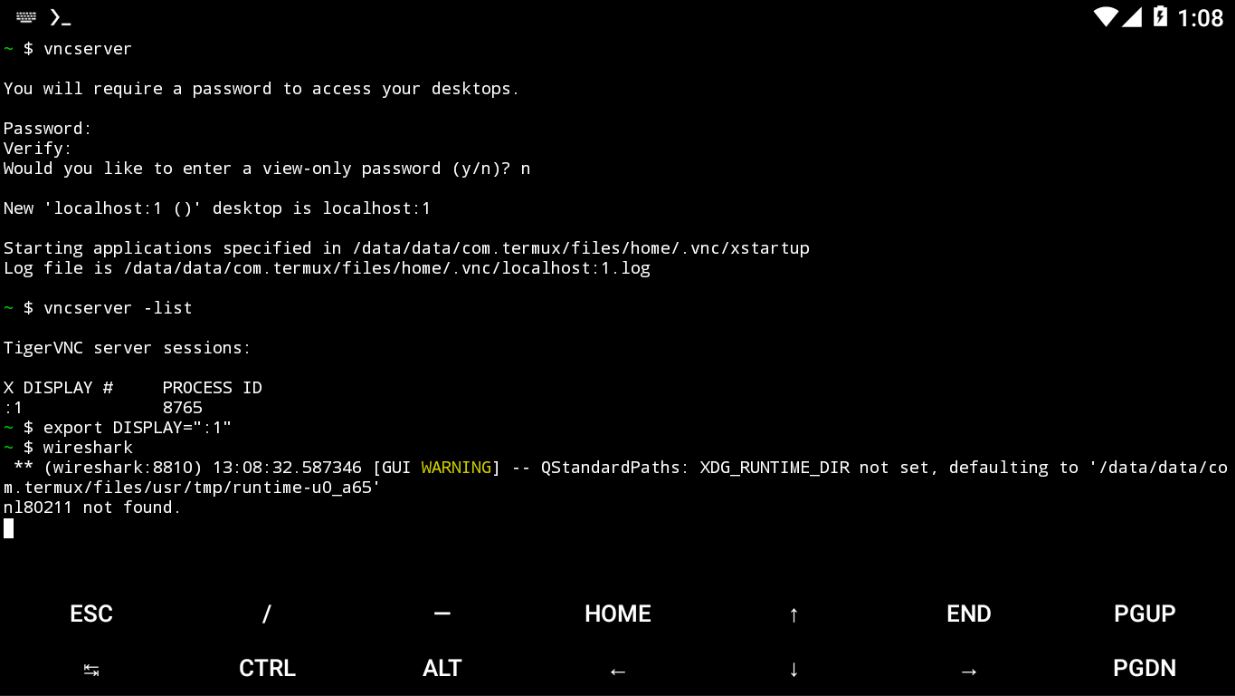 1:08
~ $ vncserver
You will require a password to access your desktops.
Password:
Verify:
Would you like to enter a view-only password (y/n)? n
New 'localhost:1 ()' desktop is localhost:1
Starting applications specified in /data/data/com.termux/files/home/.vnc/xstartup
Log file is /data/data/com.termux/files/home/.vnc/localhost:1.log
~ $ vncserver -list
TigerVNC server sessions:
X DISPLAY #     PROCESS ID
:1              8765
~ $ export DISPLAY=":1"
~ $ wireshark
 ** (wireshark:8810) 13:08:32.587346 [GUI WARNING] -- QStandardPaths: XDG_RUNTIME_DIR not set, defaulting to '/data/data/co
m.termux/files/usr/tmp/runtime-u0_a65'
nl80211 not found.
ESC / — HOME ↑ END PGUP
↹ CTRL ALT ← ↓ → PGDN